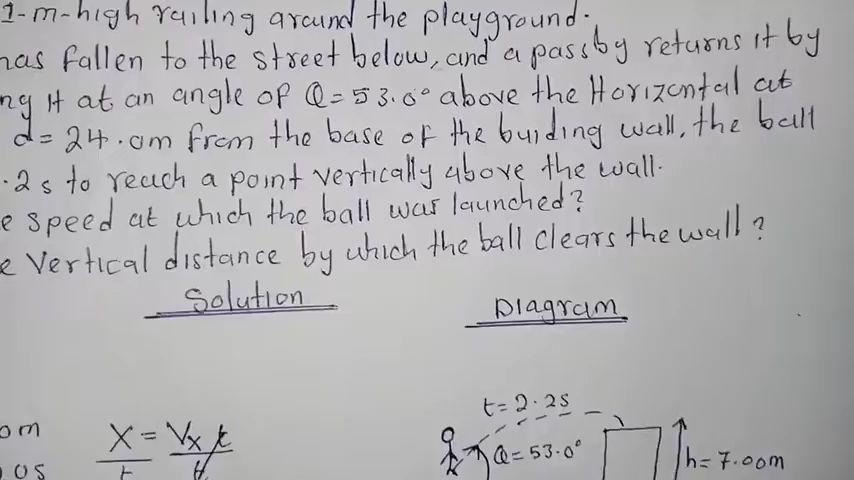 1-m-high railing around the playground.
has fallen to the street below, and a passby returns it by
ng it at an angle of Q = 53.0° above the Horizontal at
d = 24.0m from the base of the buiding wall, the ball
.2s to reach a point vertically above the wall.
e speed at which the ball was launched?
e vertical distance by which the ball clears the wall?
Solution
Diagram
t = 2.2s
om
X = Vx t
Q = 53.0°
h = 7.00m
os
t
t